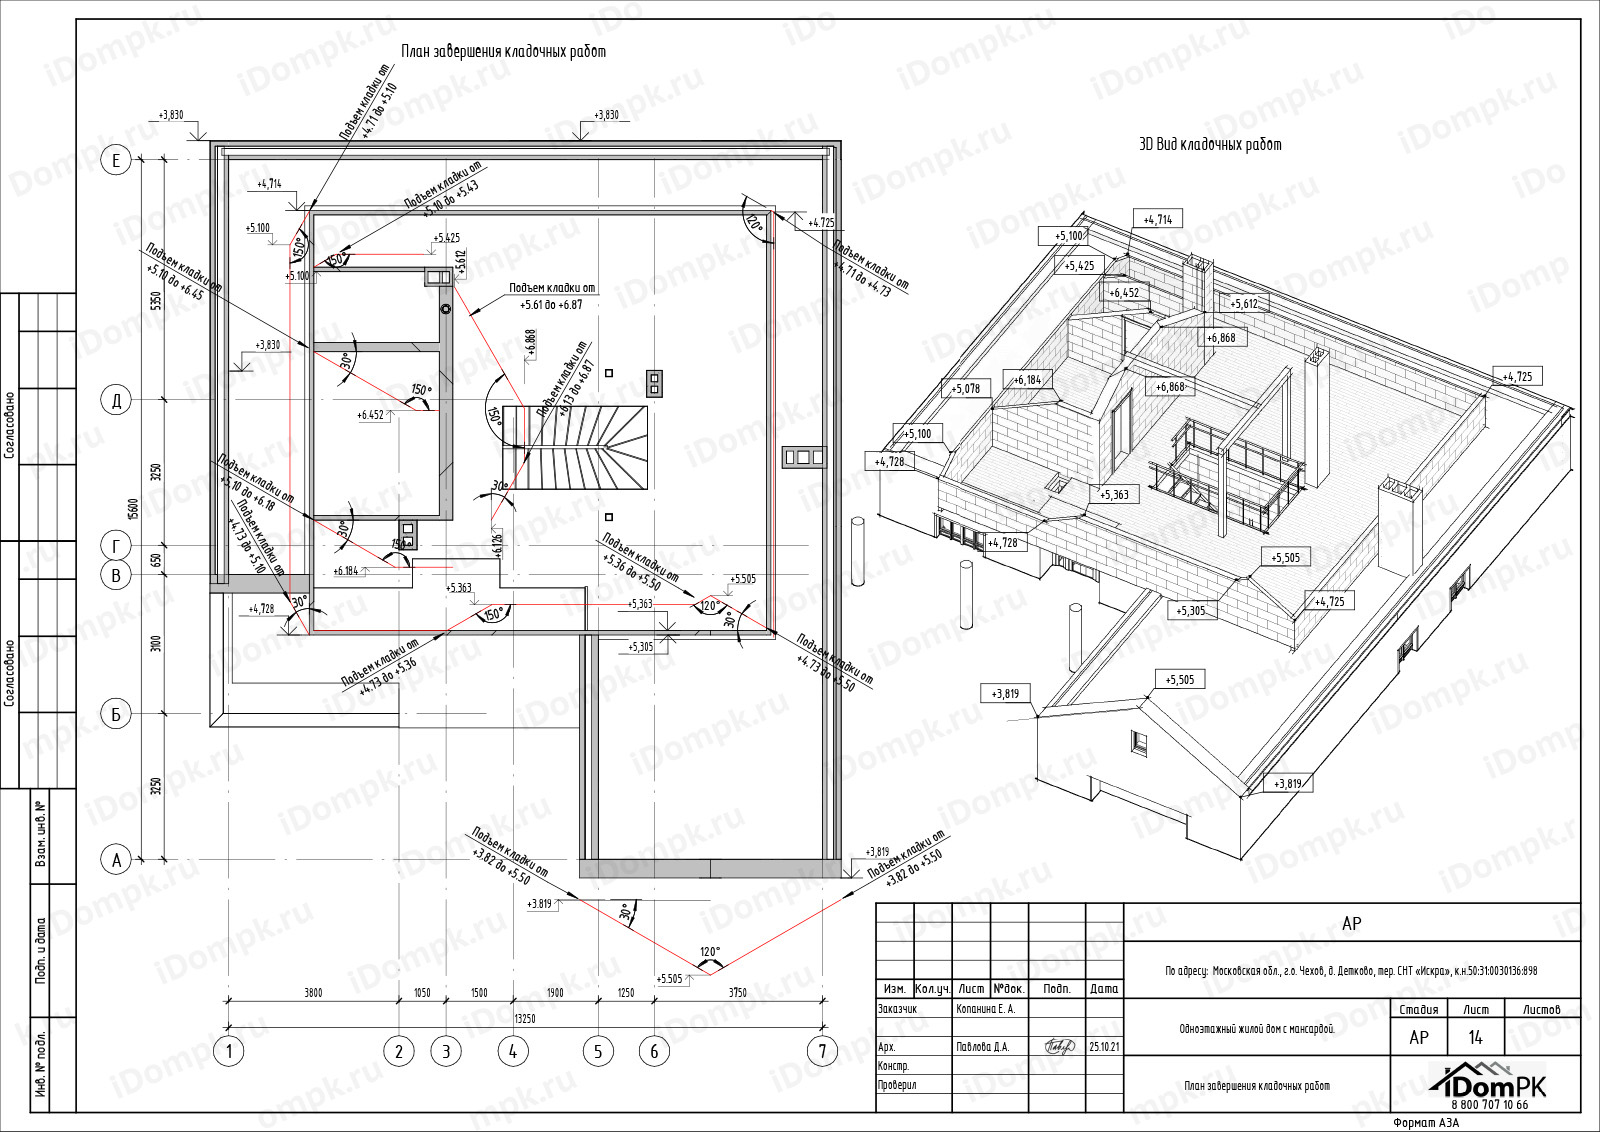 План завершения кладочных работ
3D Вид кладочных работ
+3,830
+3,830
Подъем кладки от
+4.71 до +5.10
Подъем кладки от
+5.10 до +5.43
+4,714
+5.100
150°
+5.100
150°
+5.425
+5.612
120°
+4.725
Подъем кладки от
+4.71 до +4.73
Подъем кладки от
+5.10 до +6.45
Подъем кладки от
+5.61 до +6.87
+6.868
Подъем кладки от
+6.13 до +6.87
+3,830
30°
150°
+6.452
150°
30°
+6.126
Подъем кладки от
+5.10 до +6.18
Подъем кладки от
+4.73 до +5.10
30°
150°
+6.184
+4,728
30°
+5.363
150°
Подъем кладки от
+4.73 до +5.36
Подъем кладки от
+5.36 до +5.50
+5.505
+5,363
+5,305
120°
30°
Подъем кладки от
+4.73 до +5.50
Подъем кладки от
+3.82 до +5.50
+3.819
30°
120°
+5.505
+3,819
Подъем кладки от
+3.82 до +5.50
Е
Д
Г
В
Б
А
5350
3250
650
3100
3250
15600
3800
1050
1500
1900
1250
3750
13250
1
2
3
4
5
6
7
+4,714
+5,100
+5,425
+6,452
+5,612
+6,868
+4,725
+5,078
+6,184
+6,868
+5,100
+4,728
+5,363
+4,728
+5,505
+5,305
+4,725
+5,505
+3,819
+3,819
Согласовано
Согласовано
Взам. инв. №
Подп. и дата
Инв. № подл.
АР
По адресу: Московская обл., г.о. Чехов, д. Детково, тер. СНТ «Искра», к.н.50:31:0030136:898
Изм.
Кол.уч.
Лист
№док.
Подп.
Дата
Заказчик
Копанина Е. А.
Арх.
Павлова Д.А.
25.10.21
Констр.
Проверил
Одноэтажный жилой дом с мансардой.
Стадия
Лист
Листов
АР
14
План завершения кладочных работ
iDomPK
8 800 707 10 66
Формат А3А
iDompk.ru